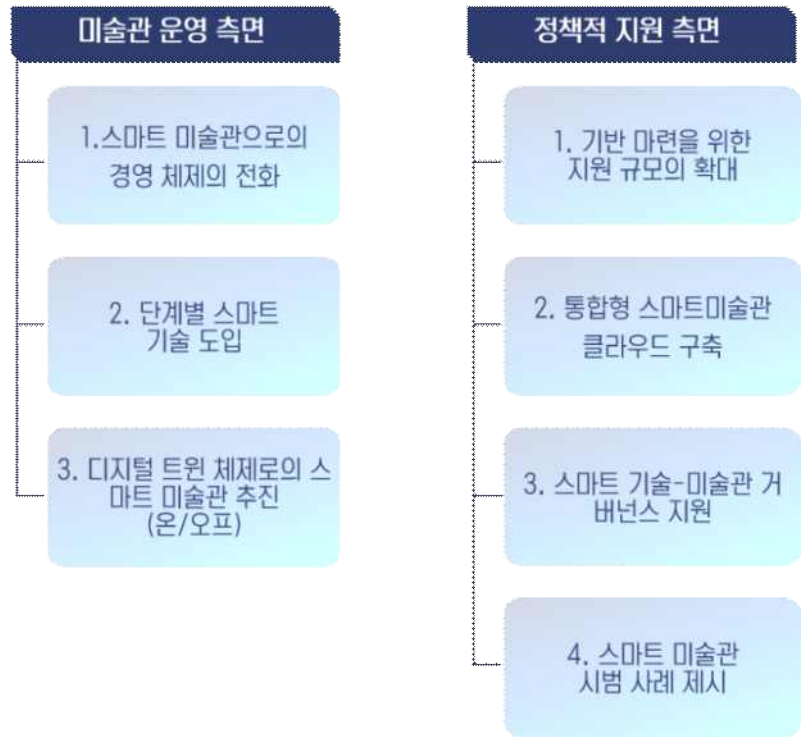 미술관 운영 측면
1.스마트 미술관으로의
경영 체제의 전화
2. 단계별 스마트
기술 도입
3. 디지털 트윈 체제로의 스
마트 미술관 추진
(온/오프)
정책적 지원 측면
1. 기반 마련을 위한
지원 규모의 확대
2. 통합형 스마트미술관
클라우드 구축
3. 스마트 기술-미술관 거
버넌스 지원
4. 스마트 미술관
시범 사례 제시